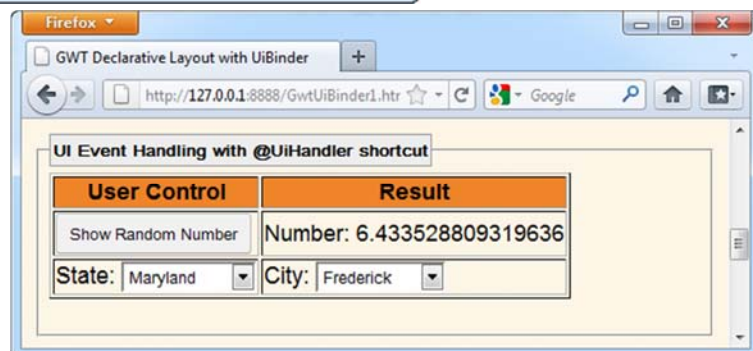 Firefox
GWT Declarative Layout with UiBinder
http://127.0.0.1:8888/GwtUiBinder1.htr
Google
UI Event Handling with @UiHandler shortcut
User Control Result
Show Random Number Number: 6.433528809319636
State: Maryland City: Frederick